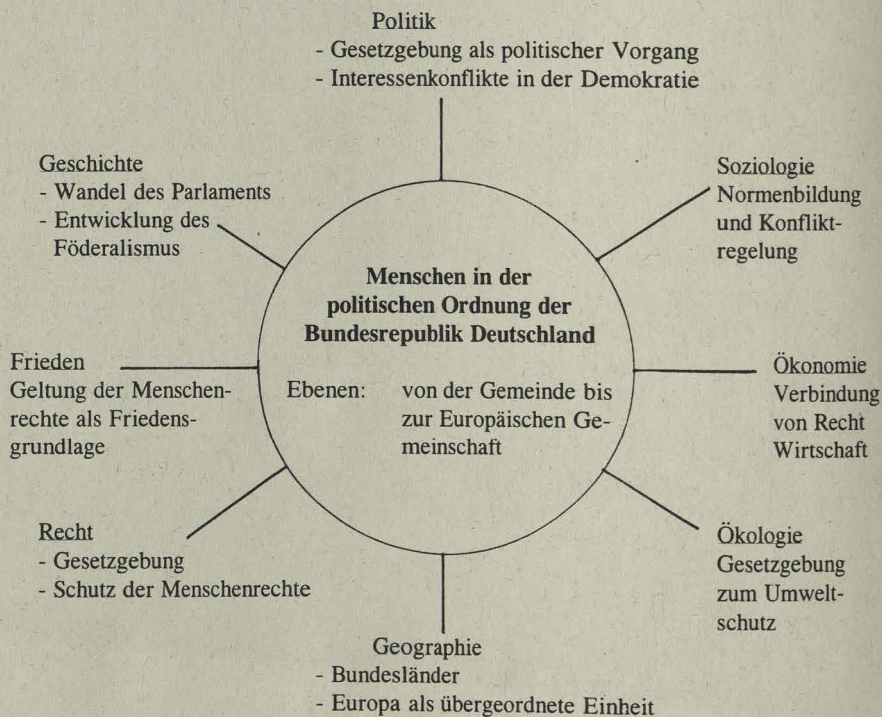 Politik
- Gesetzgebung als politischer Vorgang
- Interessenkonflikte in der Demokratie
Geschichte
- Wandel des Parlaments
- Entwicklung des
Föderalismus
Soziologie
Normenbildung
und Konflikt-
regelung
Menschen in der
politischen Ordnung der
Bundesrepublik Deutschland
Ebenen: von der Gemeinde bis
zur Europäischen Ge-
meinschaft
Frieden
Geltung der Menschen-
rechte als Friedens-
grundlage
Ökonomie
Verbindung
von Recht
Wirtschaft
Recht
- Gesetzgebung
- Schutz der Menschenrechte
Ökologie
Gesetzgebung
zum Umwelt-
schutz
Geographie
- Bundesländer
- Europa als übergeordnete Einheit